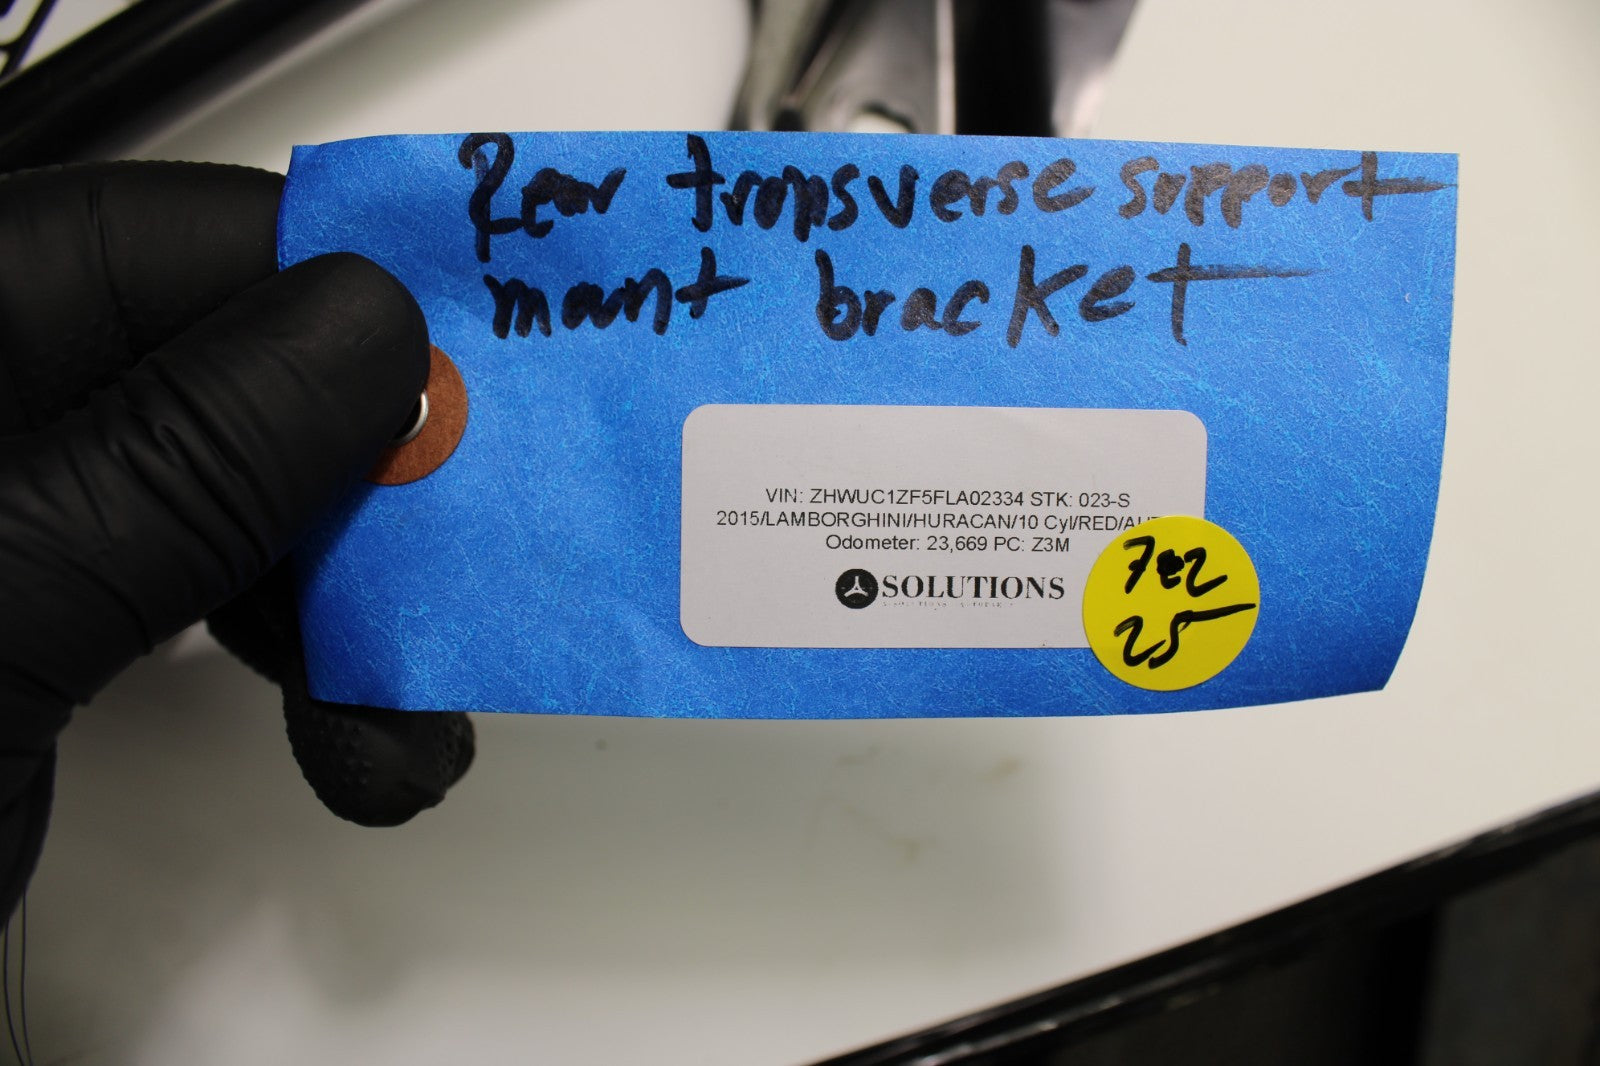 Rear transverse support
mount bracket
VIN: ZHWUC1ZF5FLA02334 STK: 023-S
2015/LAMBORGHINI/HURACAN/10 Cyl/RED/
Odometer: 23,669 PC: Z3M
SOLUTIONS
25